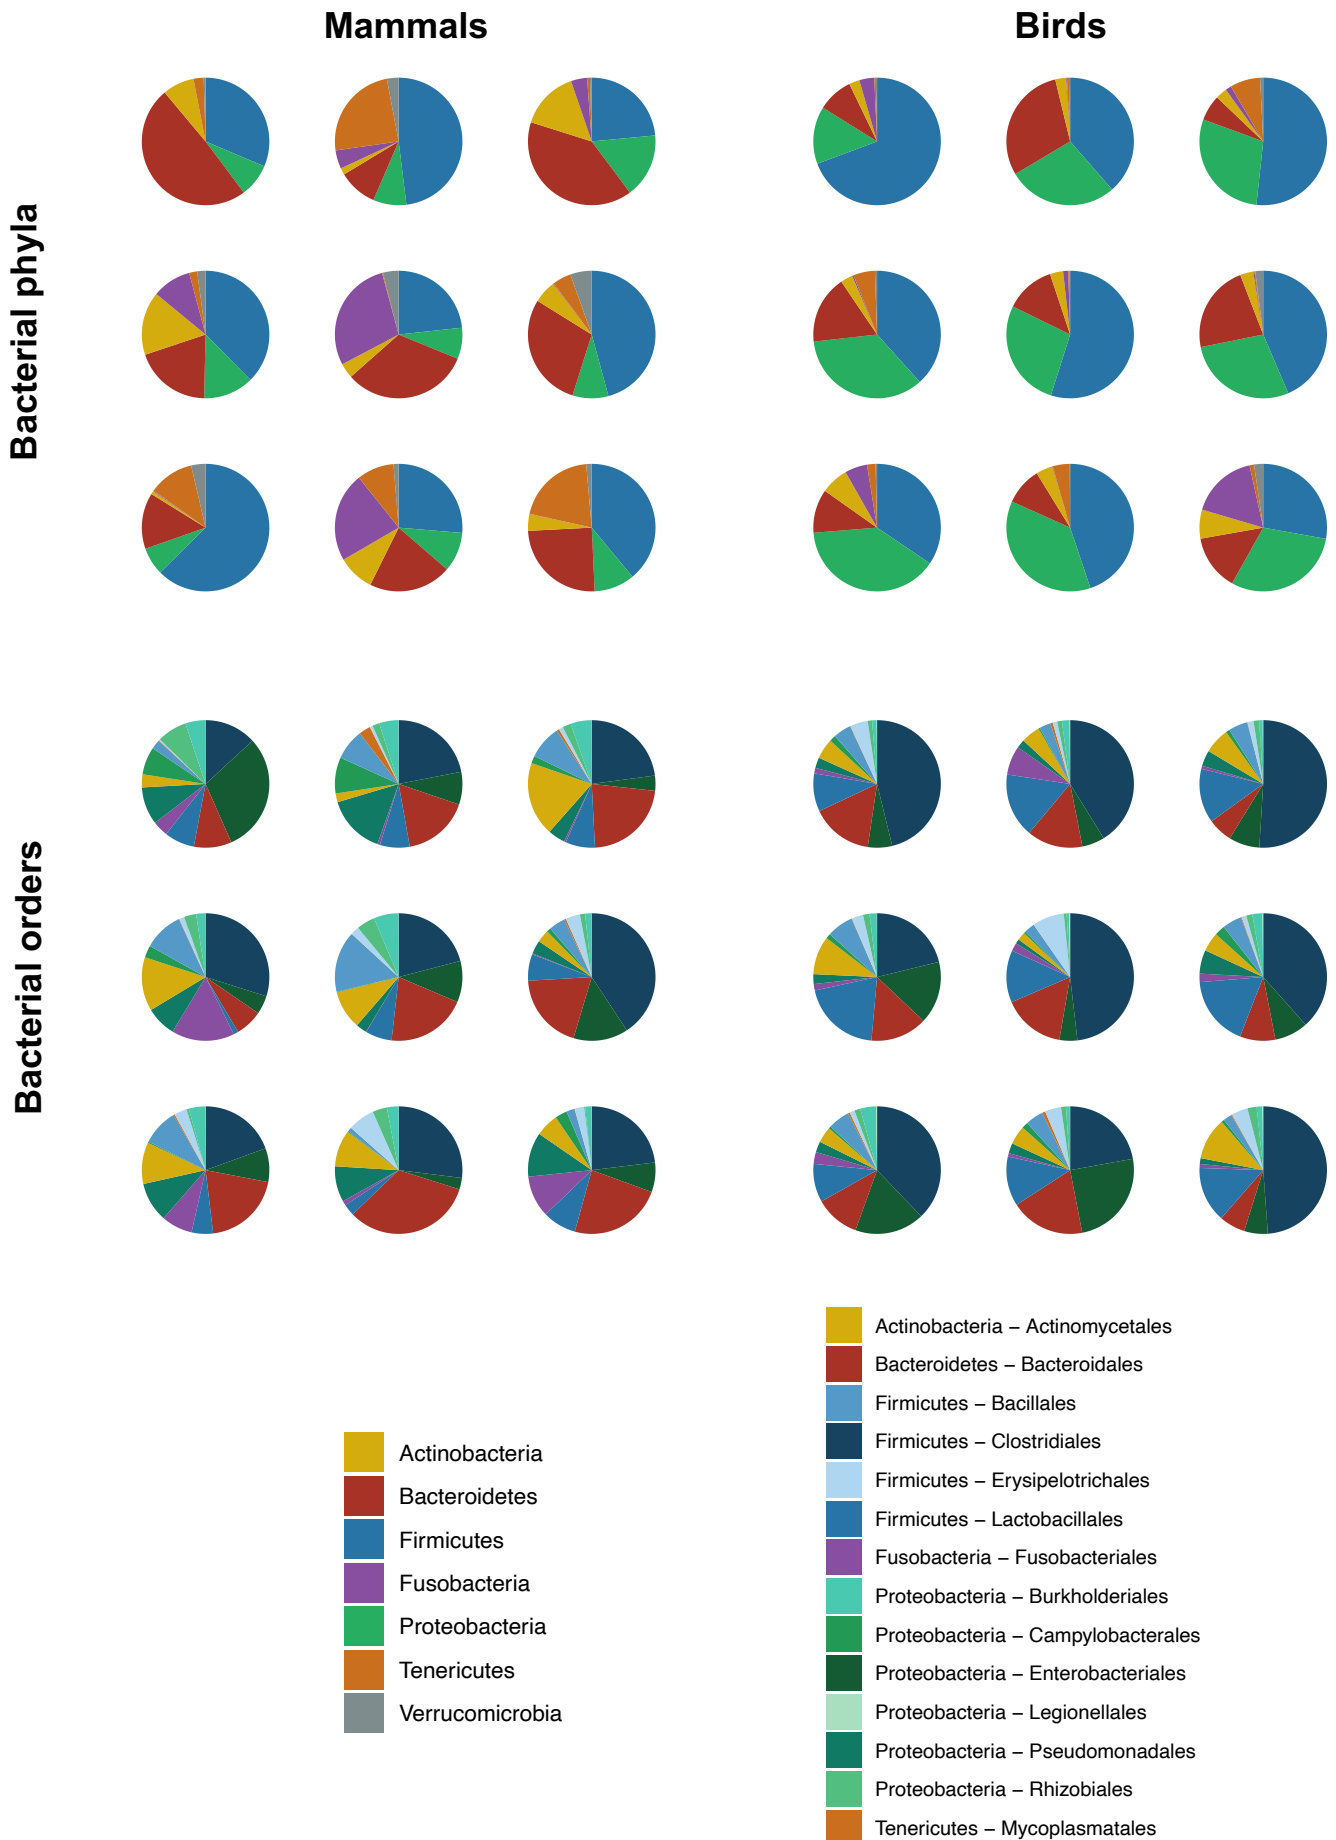 Mammals
Birds
Bacterial phyla
Bacterial orders
Actinobacteria
Bacteroidetes
Firmicutes
Fusobacteria
Proteobacteria
Tenericutes
Verrucomicrobia
Actinobacteria – Actinomycetales
Bacteroidetes – Bacteroidales
Firmicutes – Bacillales
Firmicutes – Clostridiales
Firmicutes – Erysipelotrichales
Firmicutes – Lactobacillales
Fusobacteria – Fusobacteriales
Proteobacteria – Burkholderiales
Proteobacteria – Campylobacterales
Proteobacteria – Enterobacteriales
Proteobacteria – Legionellales
Proteobacteria – Pseudomonadales
Proteobacteria – Rhizobiales
Tenericutes – Mycoplasmatales